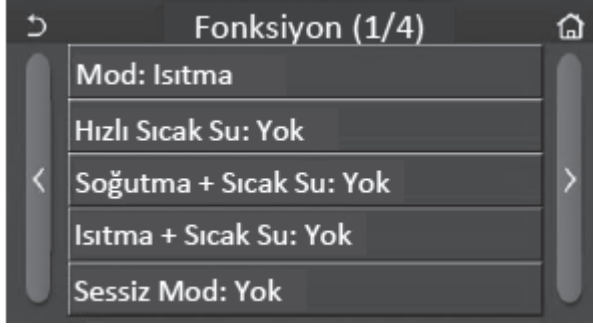 Fonksiyon (1/4)
Mod: Isıtma
Hızlı Sıcak Su: Yok
Soğutma + Sıcak Su: Yok
Isıtma + Sıcak Su: Yok
Sessiz Mod: Yok